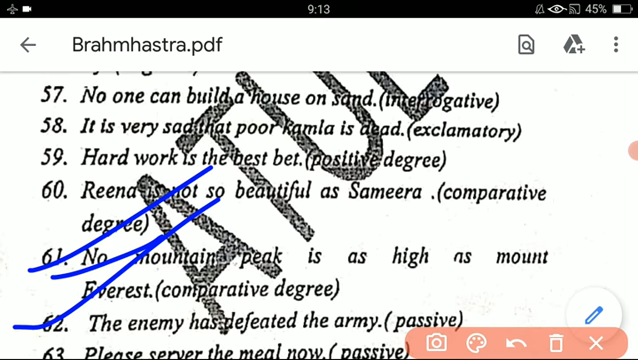 9:13
45%
Brahmhastra.pdf
57. No one can build a house on sand.(interrogative)
58. It is very sad that poor kamla is dead.(exclamatory)
59. Hard work is the best bet.(positive degree)
60. Reena is not so beautiful as Sameera .(comparative
degree)
61. No mountain peak is as high as mount
Everest.(comparative degree)
62. The enemy has defeated the army.( passive)
63. Please server the meal now.( passive)
ATUL